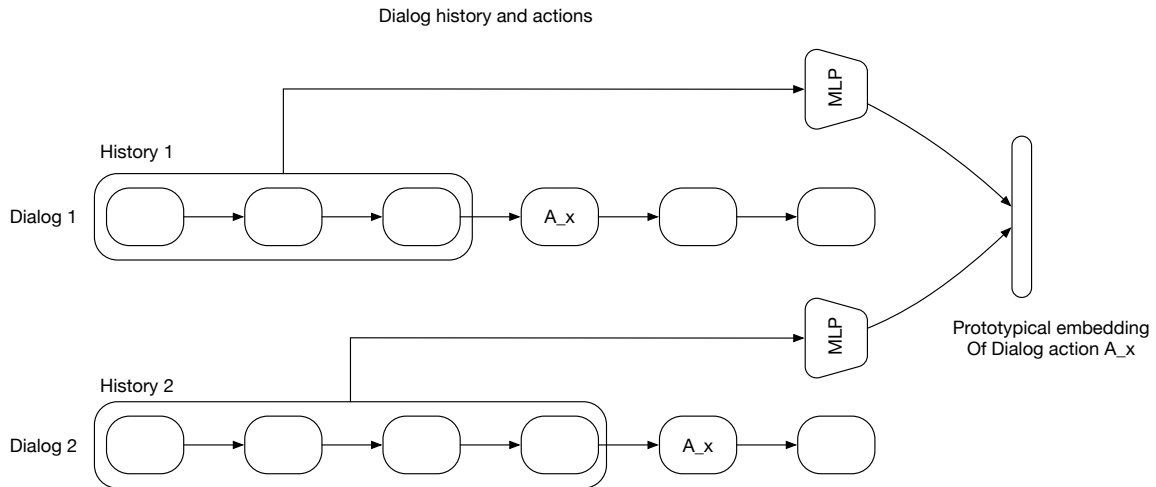 Dialog history and actions
MLP
History 1
Dialog 1
A_x
MLP
Prototypical embedding
Of Dialog action A_x
History 2
Dialog 2
A_x